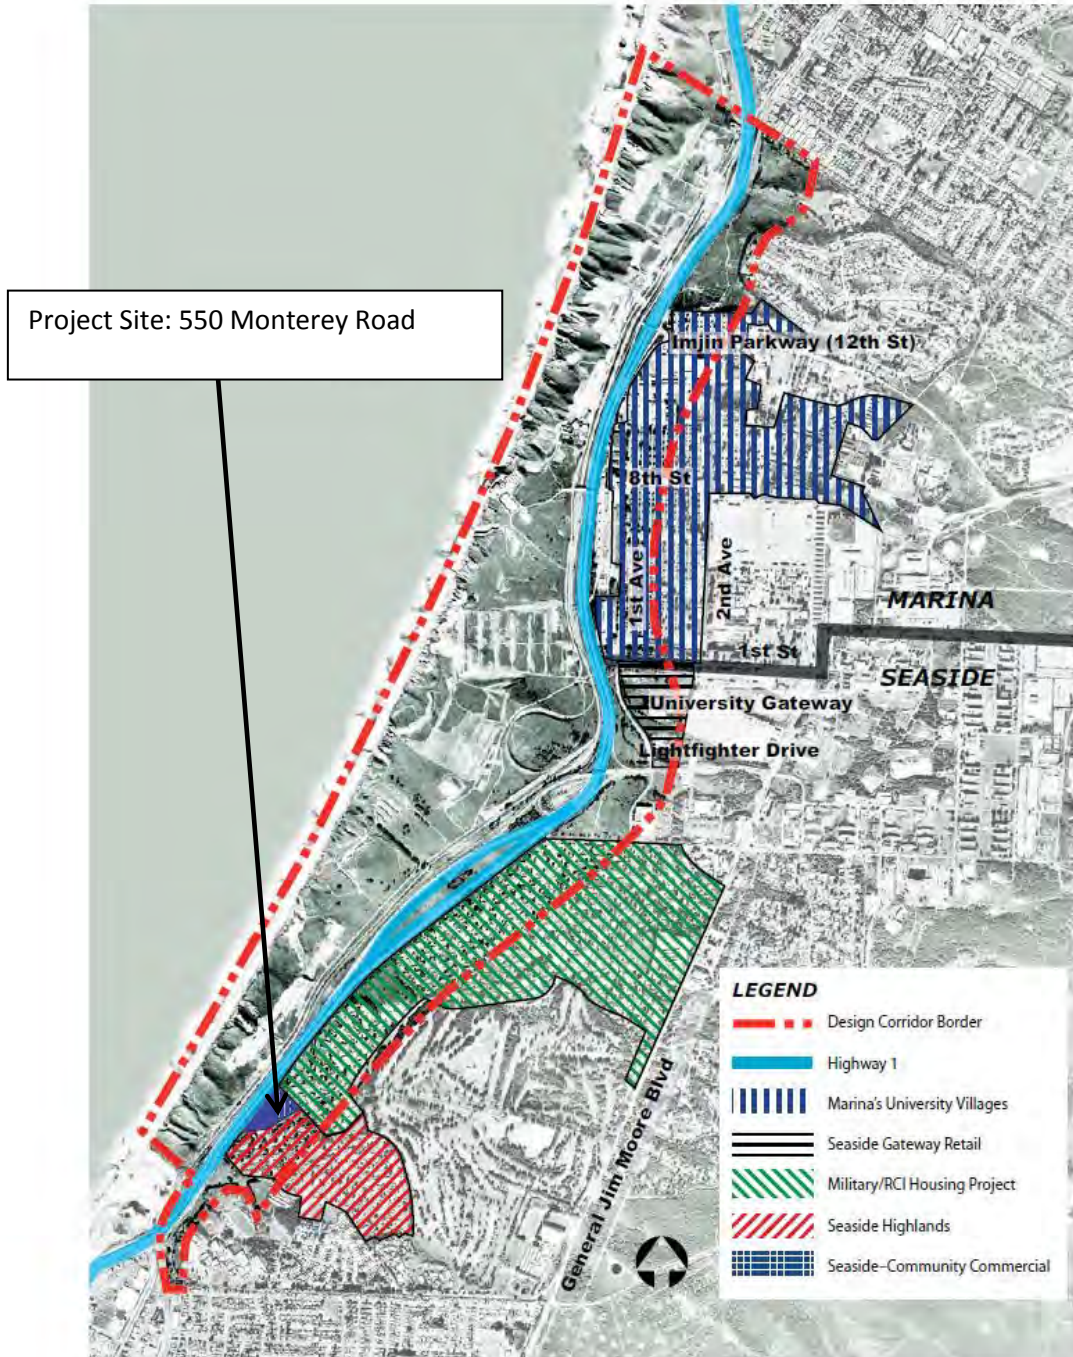 Project Site: 550 Monterey Road
Imjin Parkway (12th St)
8th St
1st Ave
2nd Ave
MARINA
1st St
SEASIDE
University Gateway
Lightfighter Drive
General Jim Moore Blvd
LEGEND
Design Corridor Border
Highway 1
Marina's University Villages
Seaside Gateway Retail
Military/RCI Housing Project
Seaside Highlands
Seaside–Community Commercial